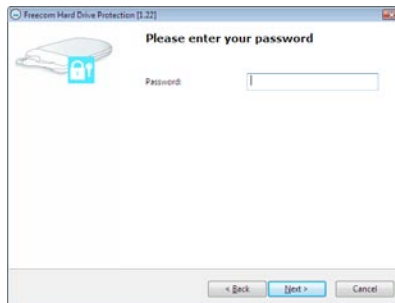 Freecom Hard Drive Protection [1.22]
Please enter your password
Password:
< Back
Next >
Cancel